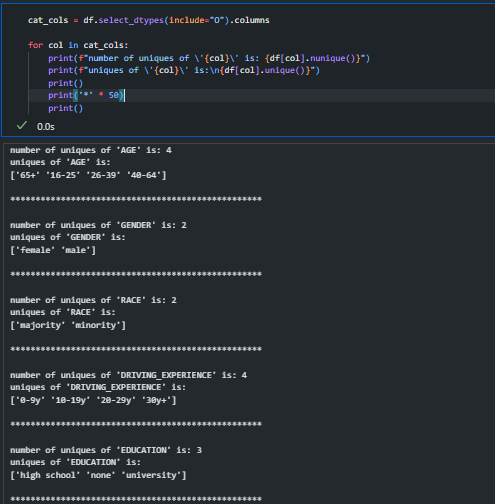 cat_cols = df.select_dtypes(include="O").columns
for col in cat_cols:
print(f"number of uniques of \'{col}\' is: {df[col].nunique()}")
print(f"uniques of \'{col}\' is:\n{df[col].unique()}")
print()
print('*' * 50)
print()
0.0s
number of uniques of 'AGE' is: 4
uniques of 'AGE' is:
['65+' '16-25' '26-39' '40-64']
**************************************************
number of uniques of 'GENDER' is: 2
uniques of 'GENDER' is:
['female' 'male']
**************************************************
number of uniques of 'RACE' is: 2
uniques of 'RACE' is:
['majority' 'minority']
**************************************************
number of uniques of 'DRIVING_EXPERIENCE' is: 4
uniques of 'DRIVING_EXPERIENCE' is:
['0-9y' '10-19y' '20-29y' '30y+']
**************************************************
number of uniques of 'EDUCATION' is: 3
uniques of 'EDUCATION' is:
['high school' 'none' 'university']
**************************************************